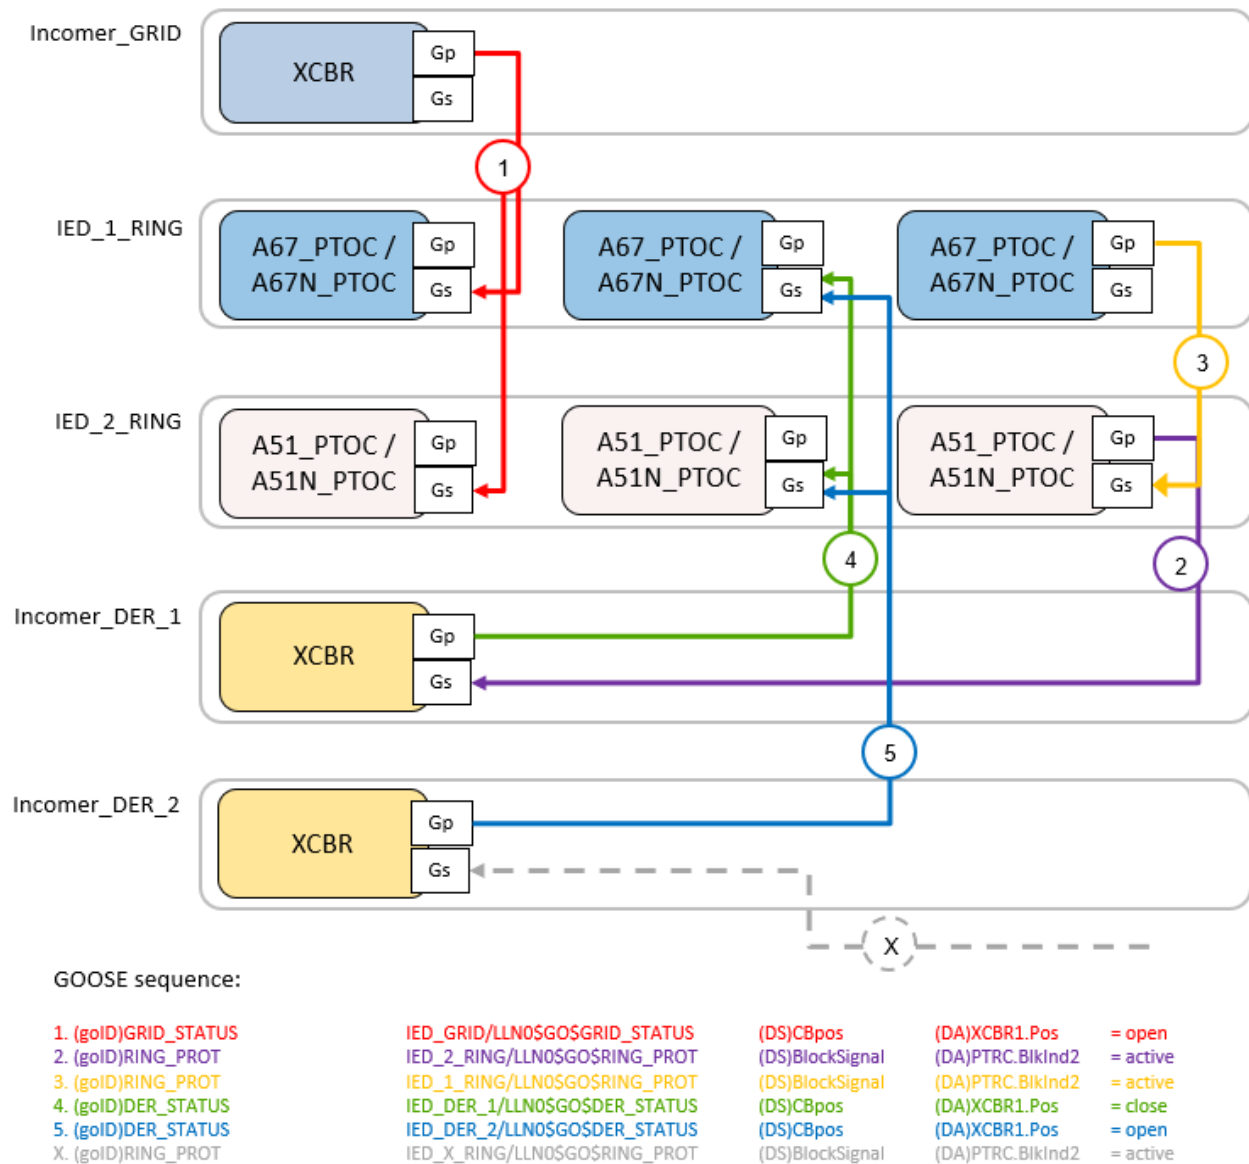 Incomer_GRID
XCBR
Gp
Gs
1
IED_1_RING
A67_PTOC /
A67N_PTOC
Gp
Gs
A67_PTOC /
A67N_PTOC
Gp
Gs
A67_PTOC /
A67N_PTOC
Gp
Gs
3
IED_2_RING
A51_PTOC /
A51N_PTOC
Gp
Gs
A51_PTOC /
A51N_PTOC
Gp
Gs
A51_PTOC /
A51N_PTOC
Gp
Gs
4
2
Incomer_DER_1
XCBR
Gp
Gs
5
Incomer_DER_2
XCBR
Gp
Gs
X
GOOSE sequence:
1. (goID)GRID_STATUS IED_GRID/LLN0$GO$GRID_STATUS (DS)CBpos (DA)XCBR1.Pos = open
2. (goID)RING_PROT IED_2_RING/LLN0$GO$RING_PROT (DS)BlockSignal (DA)PTRC.BlkInd2 = active
3. (goID)RING_PROT IED_1_RING/LLN0$GO$RING_PROT (DS)BlockSignal (DA)PTRC.BlkInd2 = active
4. (goID)DER_STATUS IED_DER_1/LLN0$GO$DER_STATUS (DS)CBpos (DA)XCBR1.Pos = close
5. (goID)DER_STATUS IED_DER_2/LLN0$GO$DER_STATUS (DS)CBpos (DA)XCBR1.Pos = open
X. (goID)RING_PROT IED_X_RING/LLN0$GO$RING_PROT (DS)BlockSignal (DA)PTRC.BlkInd2 = active